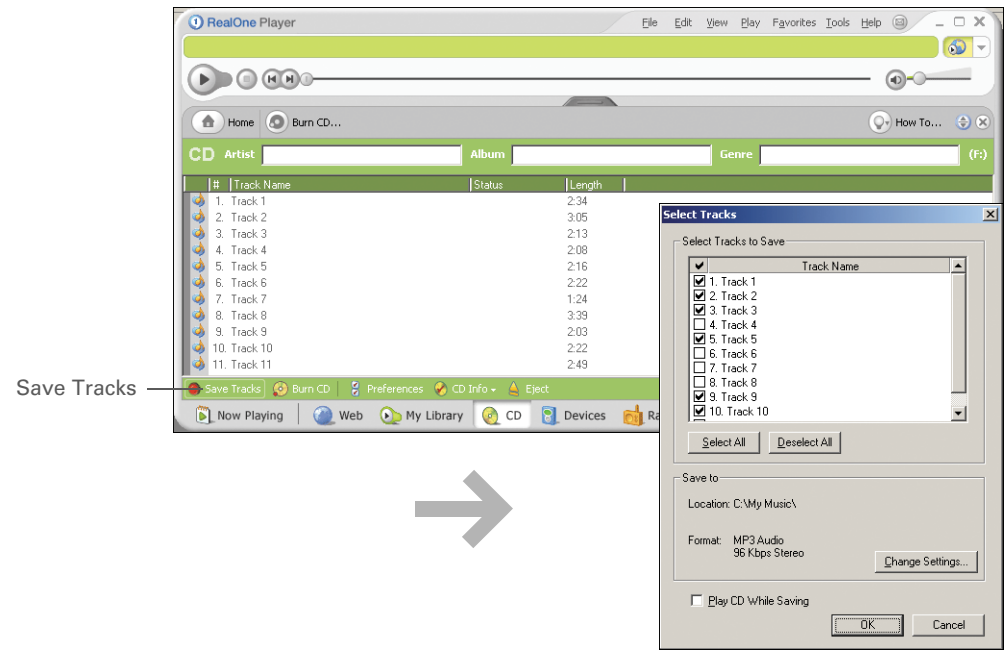 RealOne Player
File Edit View Play Favorites Tools Help
Home Burn CD... How To...
CD Artist Album Genre (F:)
# Track Name Status Length
1. Track 1 2:34
2. Track 2 3:05
3. Track 3 2:13
4. Track 4 2:08
5. Track 5 2:16
6. Track 6 2:22
7. Track 7 1:24
8. Track 8 3:39
9. Track 9 2:03
10. Track 10 2:22
11. Track 11 2:49
Save Tracks
Save Tracks Burn CD Preferences CD Info Eject
Now Playing Web My Library CD Devices Ra
Select Tracks
Select Tracks to Save
Track Name
1. Track 1
2. Track 2
3. Track 3
4. Track 4
5. Track 5
6. Track 6
7. Track 7
8. Track 8
9. Track 9
10. Track 10
Select All Deselect All
Save to
Location: C:\My Music\
Format: MP3 Audio
96 Kbps Stereo
Change Settings...
Play CD While Saving
OK Cancel